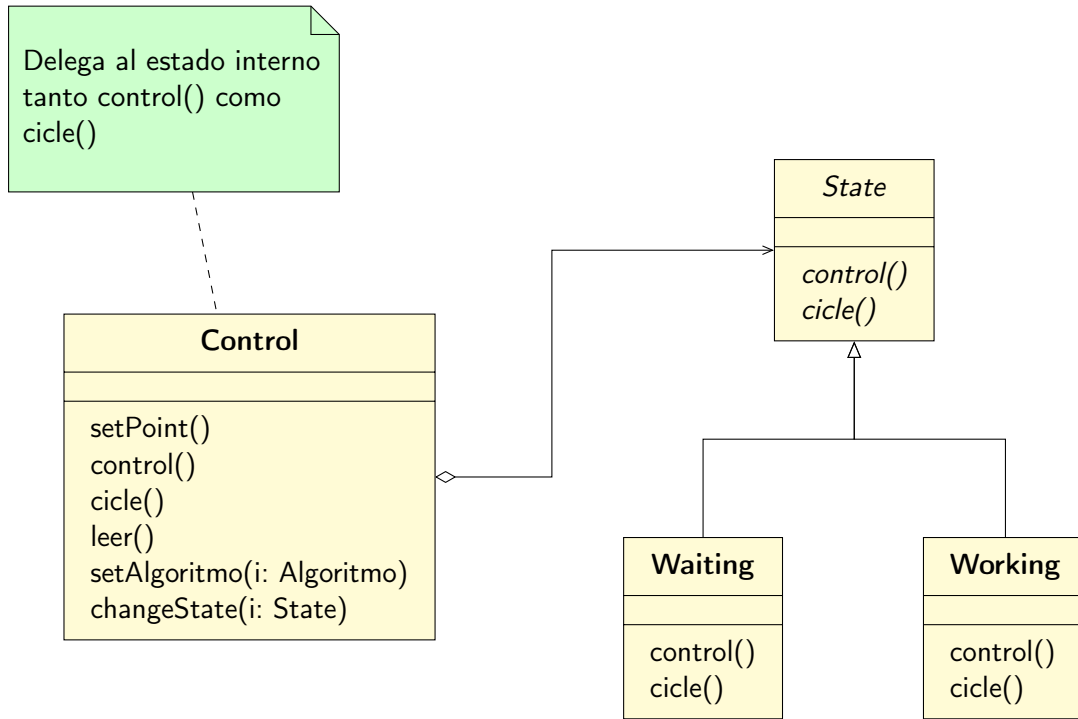 Delega al estado interno
tanto control() como
cicle()
State
control()
cicle()
Control
setPoint()
control()
cicle()
leer()
setAlgoritmo(i: Algoritmo)
changeState(i: State)
Waiting
control()
cicle()
Working
control()
cicle()